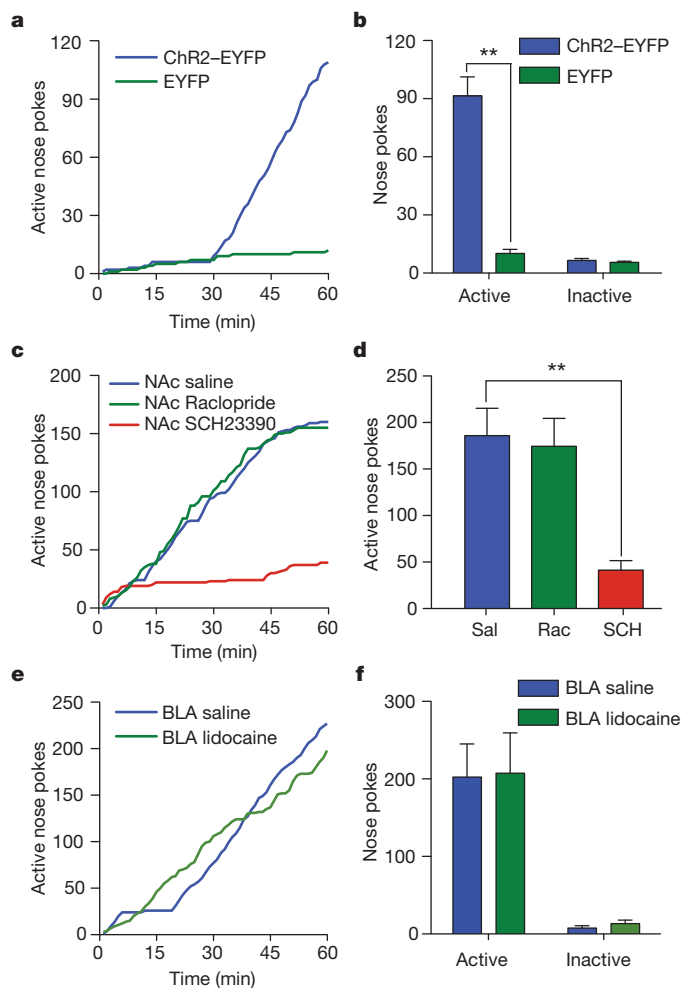 a
120
90
60
30
0
Active nose pokes
ChR2–EYFP
EYFP
0 15 30 45 60
Time (min)
b
120
90
60
30
0
Nose pokes
**
ChR2–EYFP
EYFP
Active Inactive
c
200
150
100
50
0
Active nose pokes
NAc saline
NAc Raclopride
NAc SCH23390
0 15 30 45 60
Time (min)
d
250
200
150
100
50
0
Active nose pokes
**
Sal Rac SCH
e
250
200
150
100
50
0
Active nose pokes
BLA saline
BLA lidocaine
0 15 30 45 60
Time (min)
f
300
200
100
0
Nose pokes
BLA saline
BLA lidocaine
Active Inactive